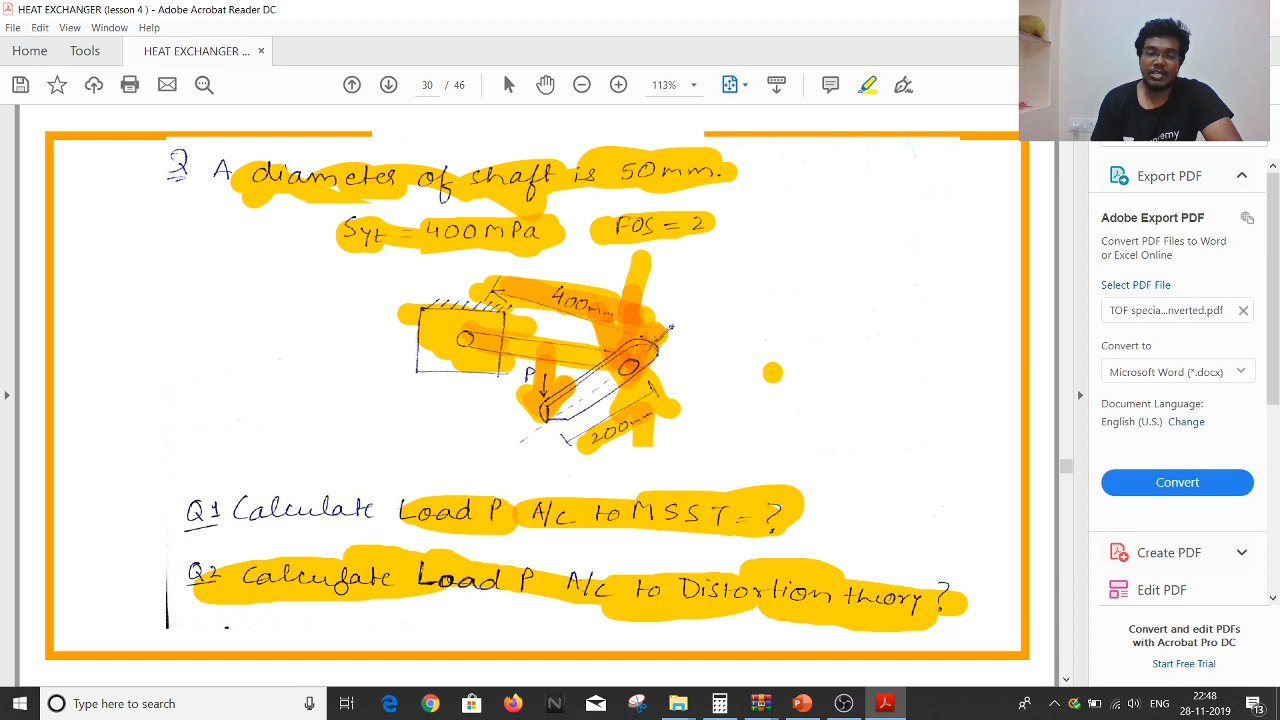 HEAT EXCHANGER (lesson 4 ) - Adobe Acrobat Reader DC
File Edit View Window Help
Home Tools HEAT EXCHANGER ... ×
30 / 46 113%
Q A diameter of shaft is 50mm.
Syt = 400MPa FOS = 2
400mm
P
200mm
Q1 Calculate Load P A/C to MSST = ?
Q2 Calculate Load P A/C to Distortion theory ?
Export PDF
Adobe Export PDF
Convert PDF Files to Word
or Excel Online
Select PDF File
TOF specia...nverted.pdf
Convert to
Microsoft Word (*.docx)
Document Language:
English (U.S.) Change
Convert
Create PDF
Edit PDF
Convert and edit PDFs
with Acrobat Pro DC
Start Free Trial
Type here to search
ENG
22:48
28-11-2019
13